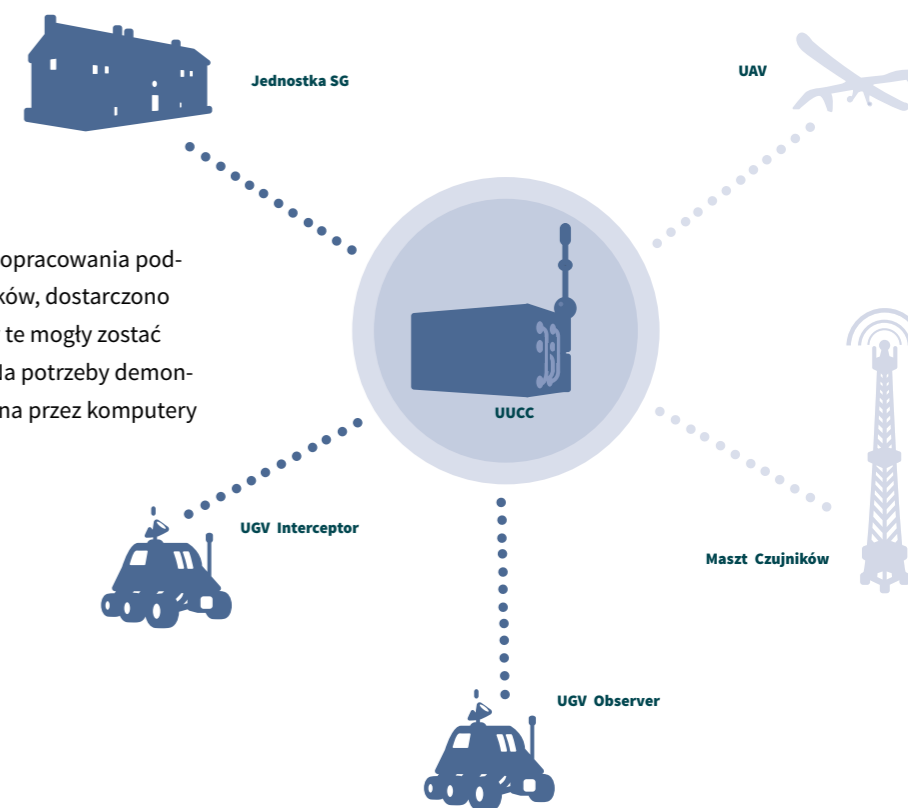 Jednostka SG
UAV
opracowania pod-
ków, dostarczono
te mogły zostać
potrzeby demon-
na przez komputery
UUCC
UGV Interceptor
Maszt Czujników
UGV Observer